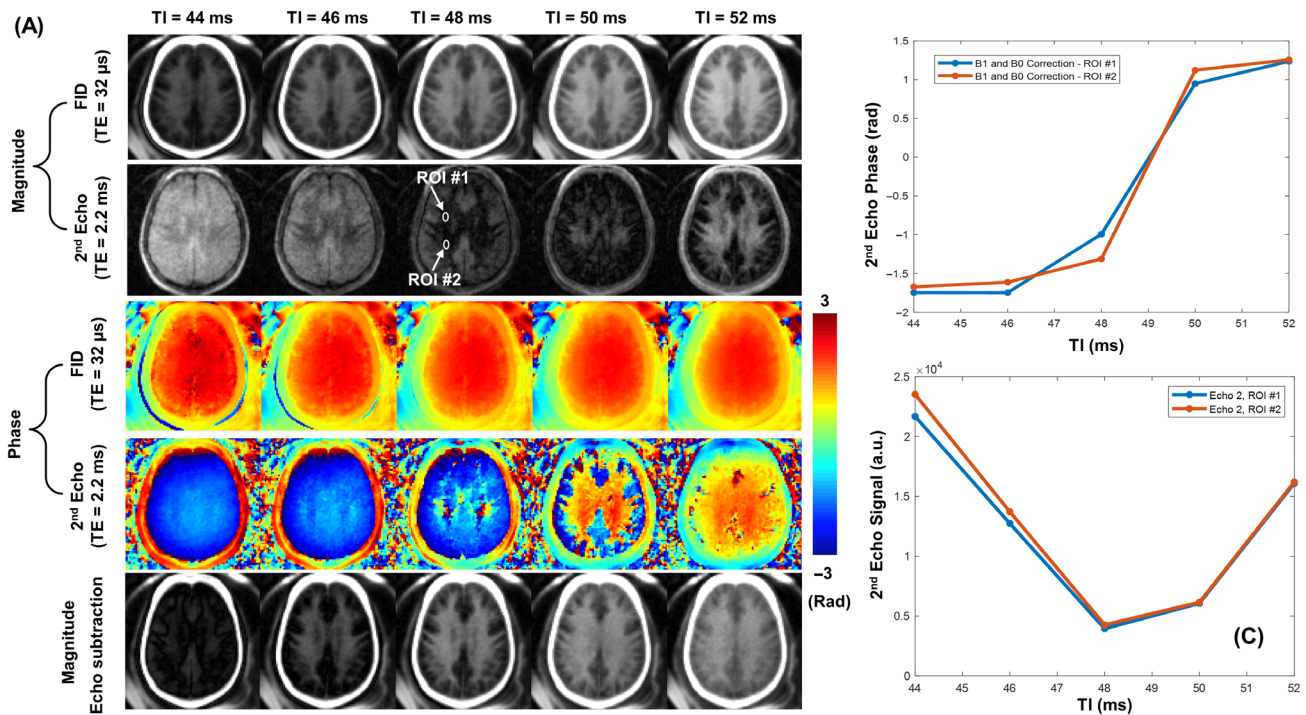 (A)
TI = 44 ms
TI = 46 ms
TI = 48 ms
TI = 50 ms
TI = 52 ms
Magnitude
FID
(TE = 32 µs)
2nd Echo
(TE = 2.2 ms)
ROI #1
ROI #2
Phase
FID
(TE = 32 µs)
2nd Echo
(TE = 2.2 ms)
3
−3
(Rad)
Magnitude
Echo subtraction
B1 and B0 Correction - ROI #1
B1 and B0 Correction - ROI #2
2nd Echo Phase (rad)
1.5
1
0.5
0
−0.5
−1
−1.5
−2
44 45 46 47 48 49 50 51 52
TI (ms)
×10^4
Echo 2, ROI #1
Echo 2, ROI #2
2nd Echo Signal (a.u.)
2.5
2
1.5
1
0.5
0
(C)
44 45 46 47 48 49 50 51 52
TI (ms)